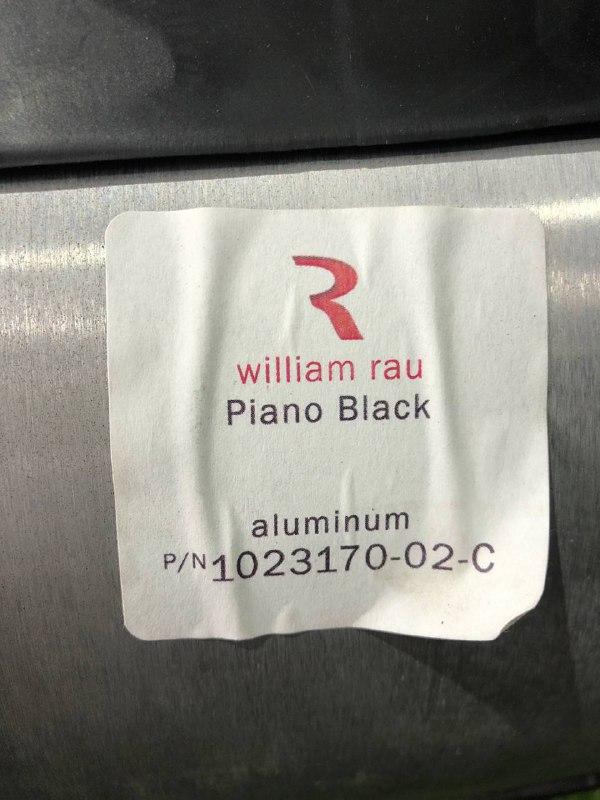 R
william rau
Piano Black
aluminum
P/N1023170-02-C